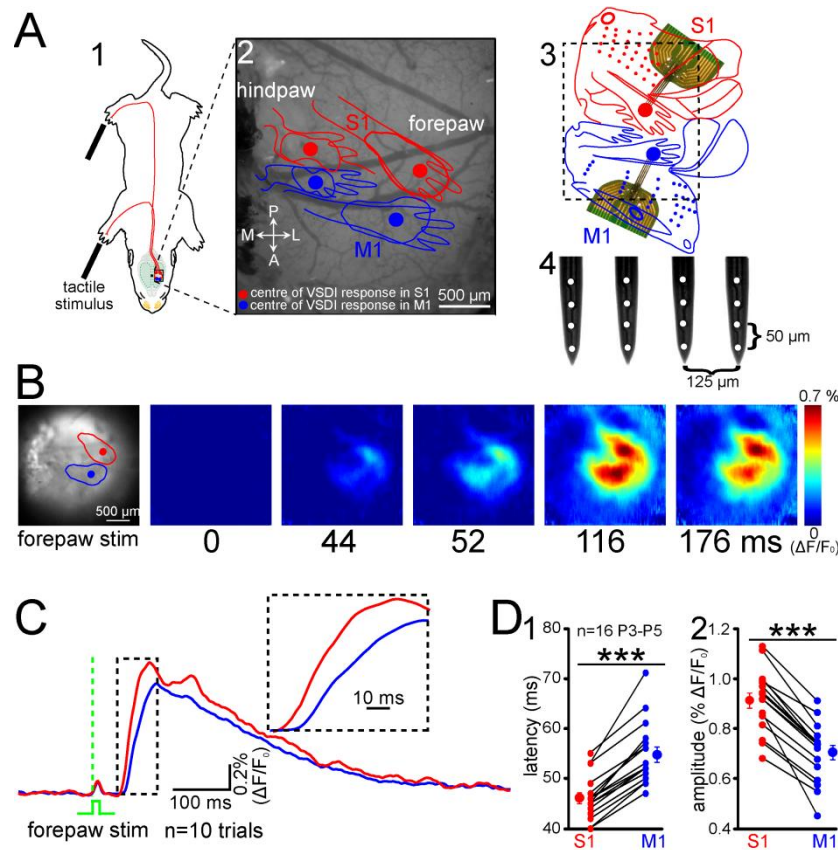 A
1
tactile
stimulus
2
hindpaw
S1
forepaw
P
M L
A
M1
centre of VSDI response in S1
centre of VSDI response in M1
500 µm
3
S1
M1
4
50 µm
125 µm
B
500 µm
forepaw stim
0
44
52
116
176 ms
0.7 %
0
(ΔF/F₀)
C
10 ms
0.2%
(ΔF/F₀)
100 ms
forepaw stim
n=10 trials
D1
n=16 P3-P5
***
latency (ms)
80
70
60
50
40
S1
M1
2
***
amplitude (% ΔF/F₀)
1.2
1.0
0.8
0.6
0.4
S1
M1